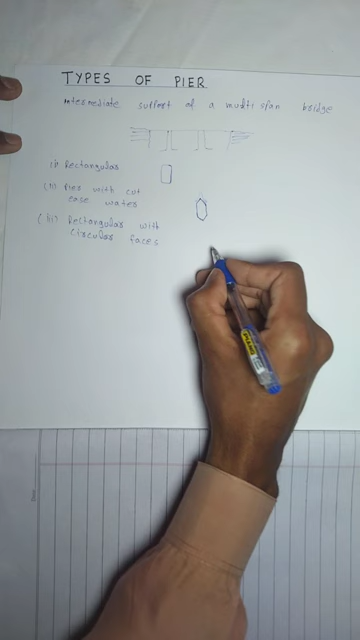 TYPES OF PIER
ntermediate support of a multi span bridge
i) Rectangular
(ii) Pier with cut
ease water
(iii) Rectangular with
Circular faces